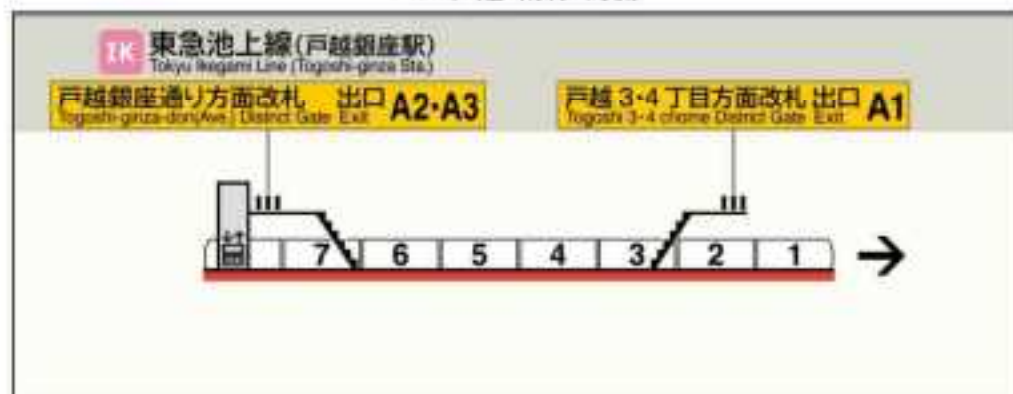 IK 東急池上線(戸越銀座駅)
Tokyu Ikegami Line (Togoshi-ginza Sta.)
戸越銀座通り方面改札 出口 A2・A3
Togoshi-ginza-dori(Ave.) District Gate Exit
戸越 3・4 丁目方面改札 出口 A1
Togoshi 3-4 chome District Gate Exit
7 6 5 4 3 2 1